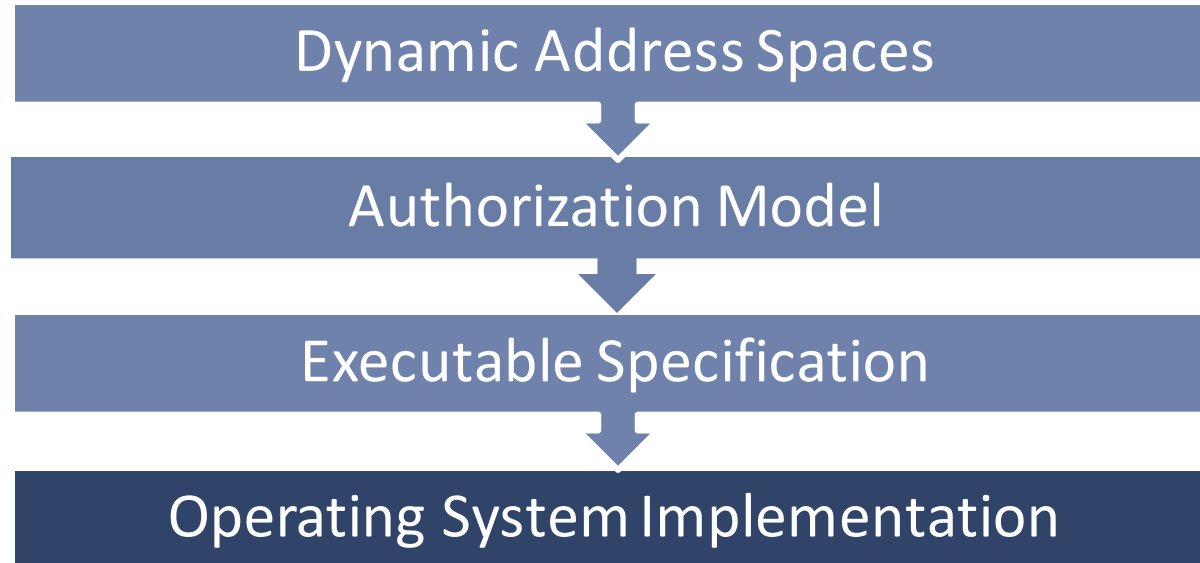 Dynamic Address Spaces
Authorization Model
Executable Specification
Operating System Implementation